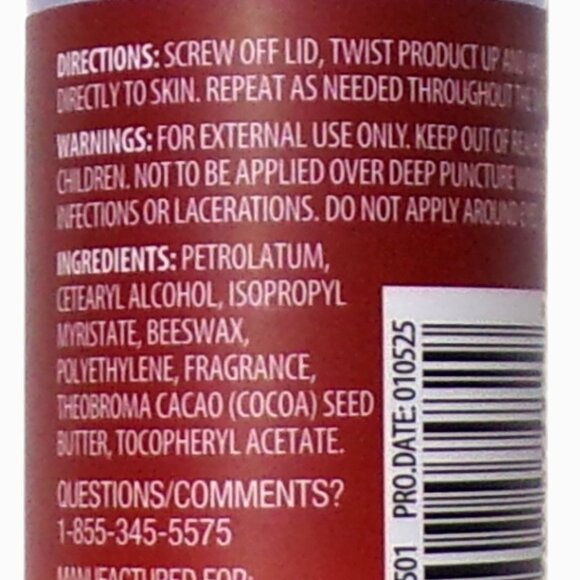 DIRECTIONS: SCREW OFF LID, TWIST PRODUCT UP AND
DIRECTLY TO SKIN. REPEAT AS NEEDED THROUGHOUT THE
WARNINGS: FOR EXTERNAL USE ONLY. KEEP OUT OF REACH
CHILDREN. NOT TO BE APPLIED OVER DEEP PUNCTURE
INFECTIONS OR LACERATIONS. DO NOT APPLY AROUND
INGREDIENTS: PETROLATUM,
CETEARYL ALCOHOL, ISOPROPYL
MYRISTATE, BEESWAX,
POLYETHYLENE, FRAGRANCE,
THEOBROMA CACAO (COCOA) SEED
BUTTER, TOCOPHERYL ACETATE.
QUESTIONS/COMMENTS?
1-855-345-5575
MANUFACTURED FOR:
501 PRO.DATE: 010525